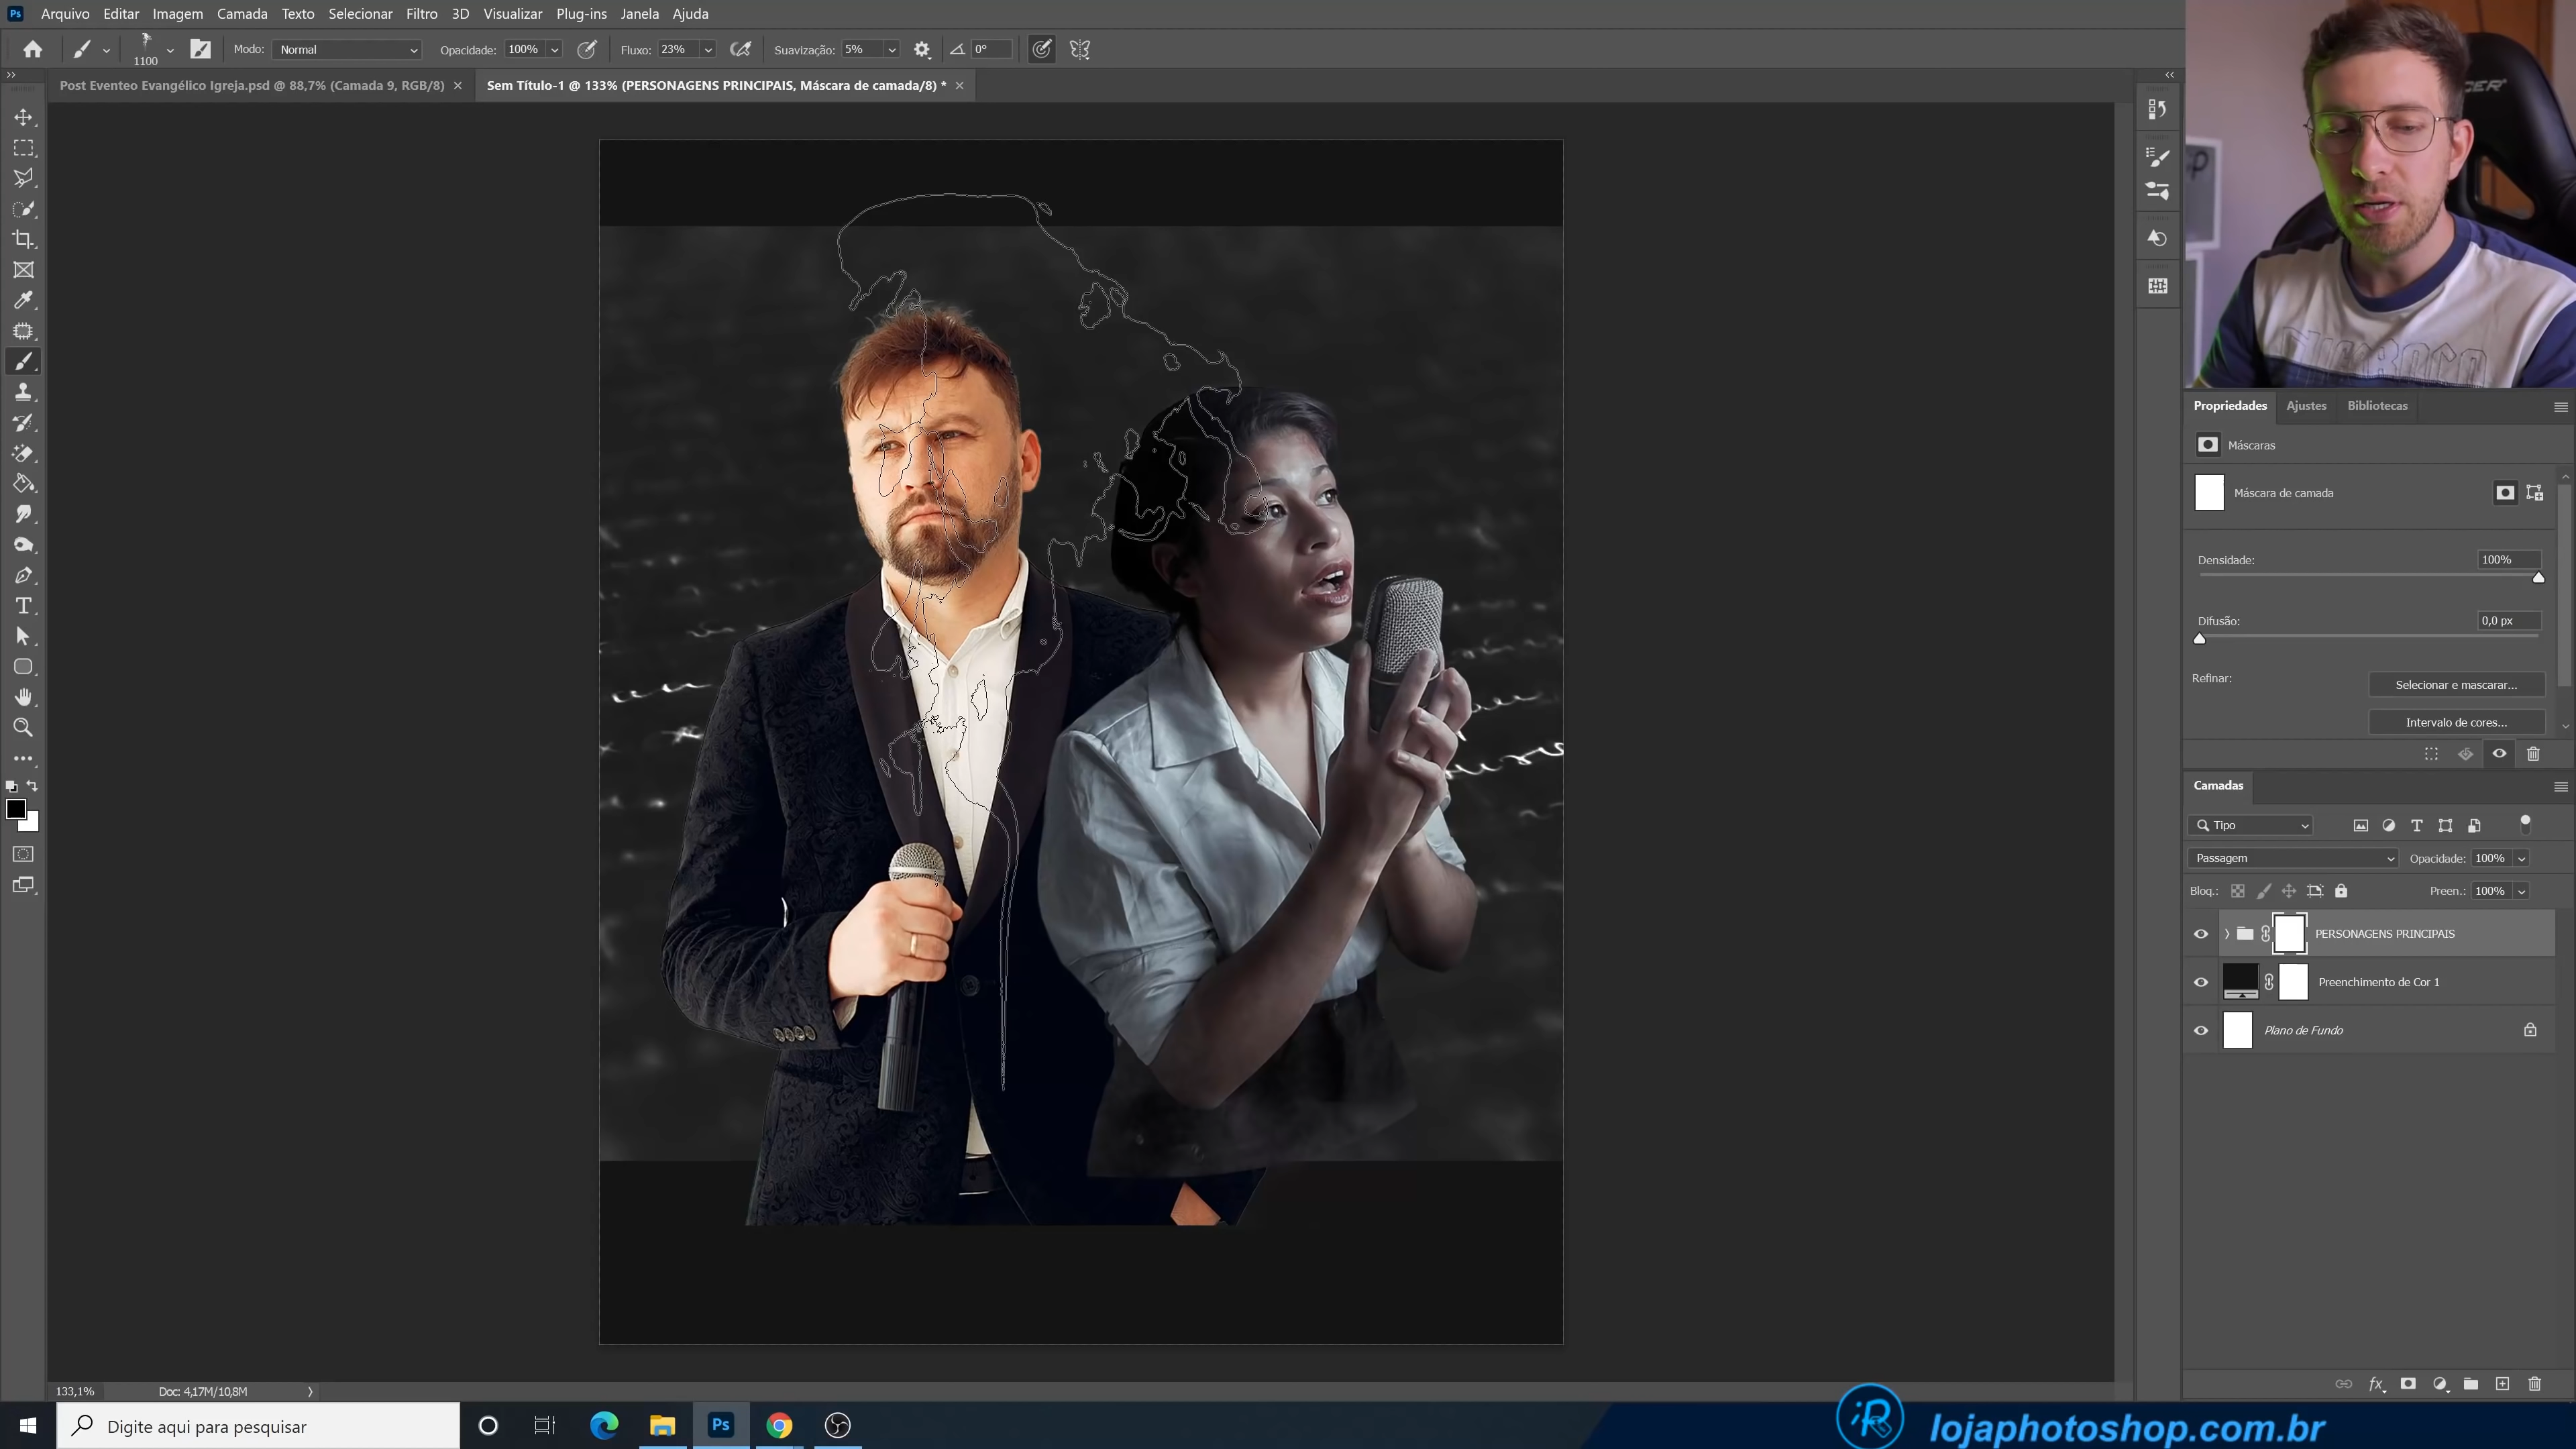 Ps Arquivo Editar Imagem Camada Texto Selecionar Filtro 3D Visualizar Plug-ins Janela Ajuda
1100 Modo: Normal Opacidade: 100% Fluxo: 23% Suavização: 5% 0°
Post Eventeo Evangélico Igreja.psd @ 88,7% (Camada 9, RGB/8) × Sem Título-1 @ 133% (PERSONAGENS PRINCIPAIS, Máscara de camada/8) * ×
Propriedades Ajustes Bibliotecas
Máscaras
Máscara de camada
Densidade: 100%
Difusão: 0,0 px
Refinar: Selecionar e mascarar...
Intervalo de cores...
Camadas
Tipo
Passagem Opacidade: 100%
Bloq.: Preen.: 100%
PERSONAGENS PRINCIPAIS
Preenchimento de Cor 1
Plano de Fundo
fx
133,1% Doc: 4,17M/10,8M
Digite aqui para pesquisar Ps
lojaphotoshop.com.br